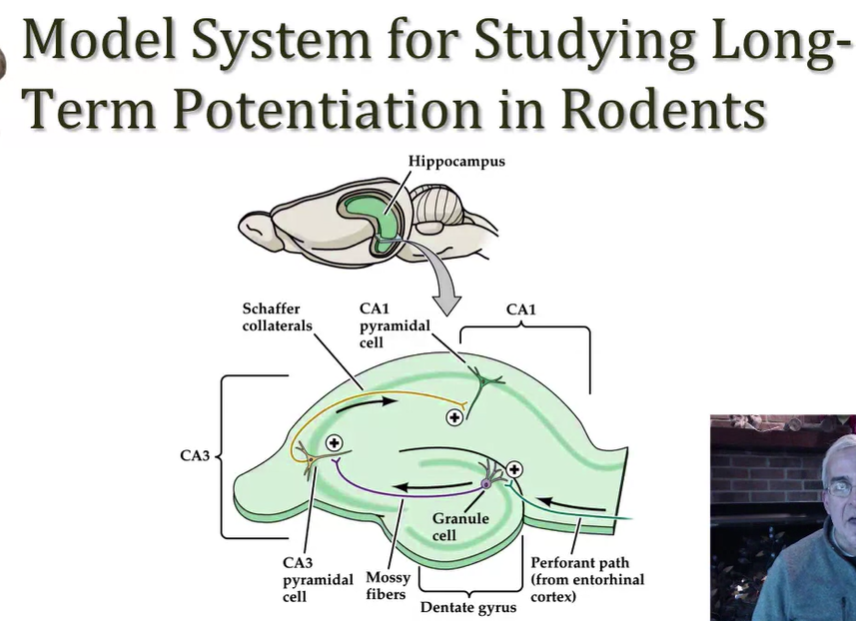 Model System for Studying Long-
Term Potentiation in Rodents
Hippocampus
Schaffer
collaterals
CA1
pyramidal
cell
CA1
CA3
+
+
+
Granule
cell
CA3
pyramidal
cell
Mossy
fibers
Dentate gyrus
Perforant path
(from entorhinal
cortex)